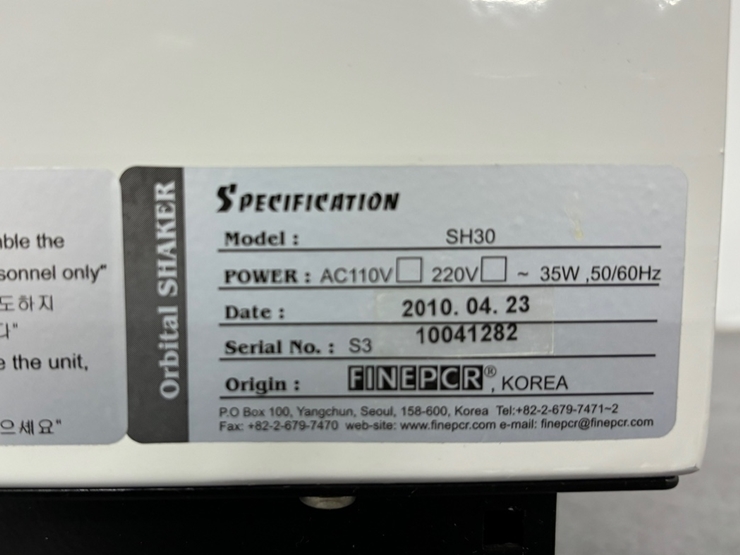 ble the
sonnel only"
도하지
다"
e the unit,
으세요"
Orbital SHAKER
SPECIFICATION
Model : SH30
POWER : AC110V 220V ~ 35W ,50/60Hz
Date : 2010. 04. 23
Serial No. : S3 10041282
Origin : FINEPCR®, KOREA
P.O Box 100, Yangchun, Seoul, 158-600, Korea Tel:+82-2-679-7471~2
Fax: +82-2-679-7470 web-site: www.finepcr.com e-mail: finepcr@finepcr.com